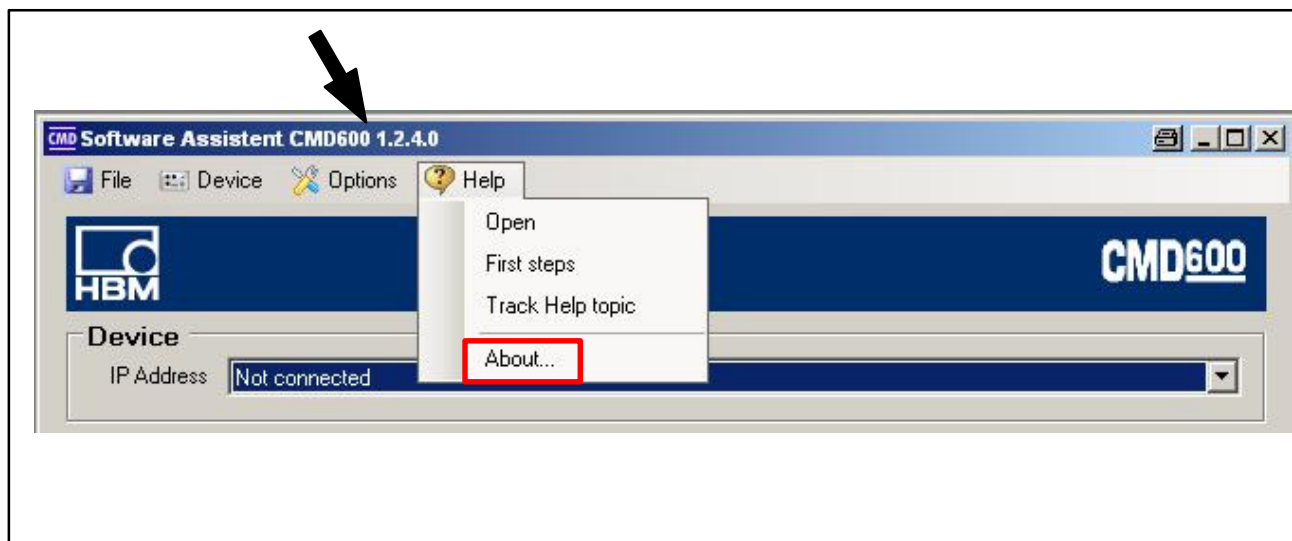 CMD Software Assistent CMD600 1.2.4.0
File Device Options Help
Open
First steps
Track Help topic
About...
HBM
CMD600
Device
IP Address Not connected